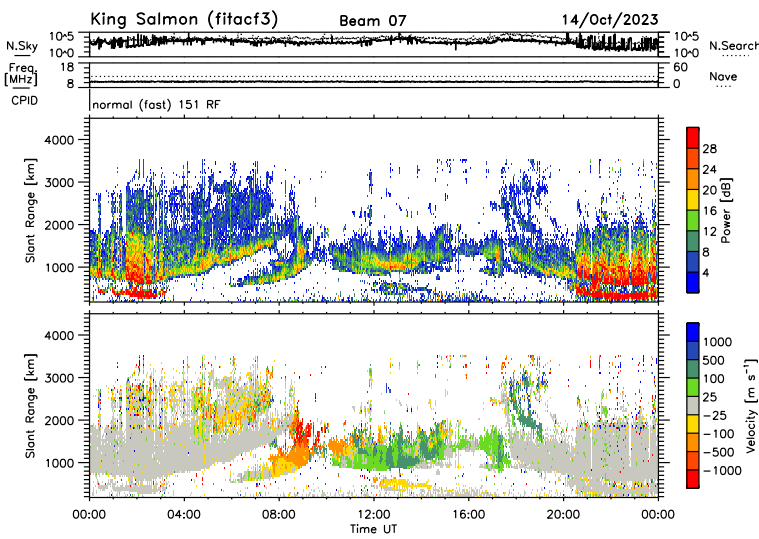 King Salmon (fitacf3) Beam 07 14/Oct/2023
N.Sky 10^5 10^0 10^5 10^0 N.Search
Freq. [MHz] 18 8 60 0 Nave
CPID normal (fast) 151 RF
Slant Range [km] 4000 3000 2000 1000
Power [dB] 28 24 20 16 12 8 4
Slant Range [km] 4000 3000 2000 1000
Velocity [m s⁻¹] 1000 500 100 25 −25 −100 −500 −1000
00:00 04:00 08:00 12:00 16:00 20:00 00:00
Time UT